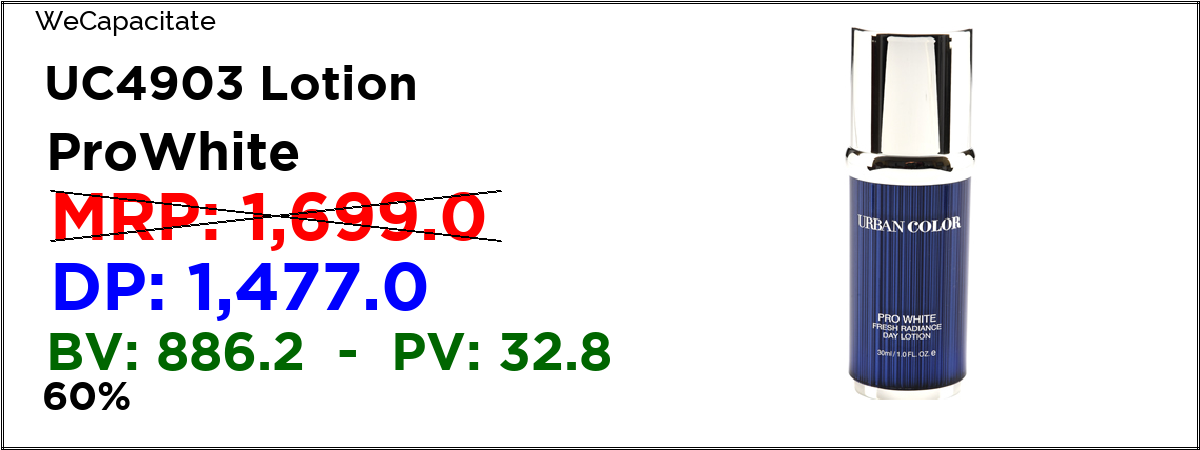 WeCapacitate
UC4903 Lotion
ProWhite
MRP: 1,699.0
DP: 1,477.0
BV: 886.2 - PV: 32.8
60%
URBAN COLOR
PRO WHITE
FRESH RADIANCE
DAY LOTION
30ml / 1.0 FL. OZ. e